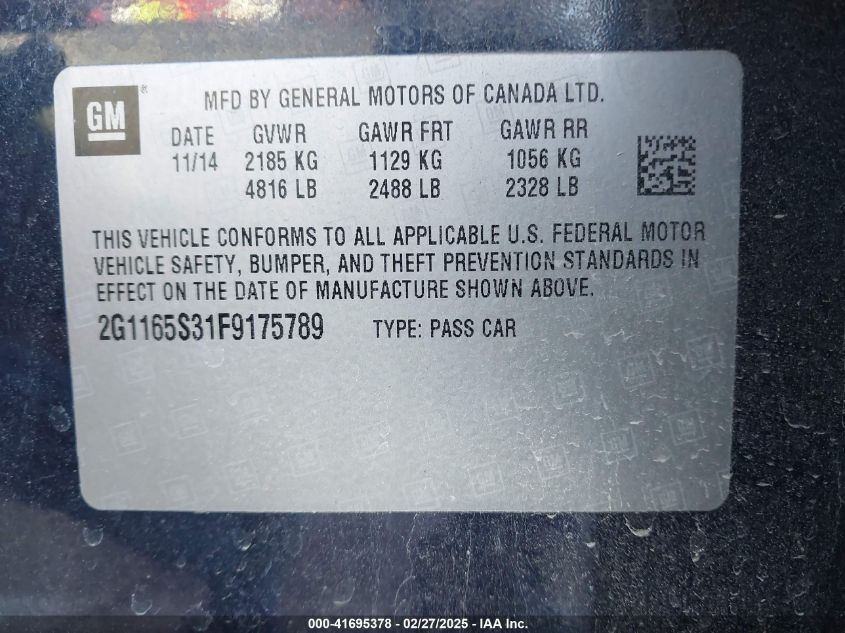 GM ® MFD BY GENERAL MOTORS OF CANADA LTD.
DATE GVWR GAWR FRT GAWR RR
11/14 2185 KG 1129 KG 1056 KG
4816 LB 2488 LB 2328 LB
THIS VEHICLE CONFORMS TO ALL APPLICABLE U.S. FEDERAL MOTOR
VEHICLE SAFETY, BUMPER, AND THEFT PREVENTION STANDARDS IN
EFFECT ON THE DATE OF MANUFACTURE SHOWN ABOVE.
2G1165S31F9175789 TYPE: PASS CAR
000-41695378 - 02/27/2025 - IAA Inc.